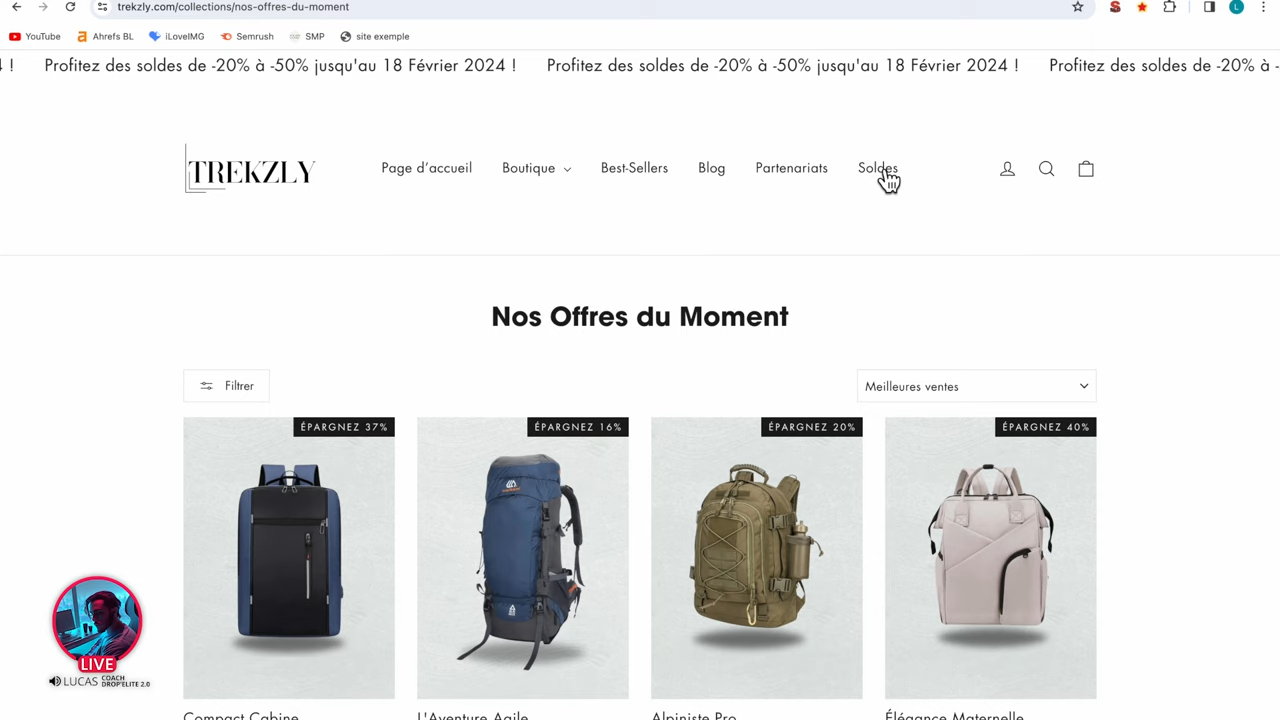 trekzly.com/collections/nos-offres-du-moment
YouTube
Ahrefs BL
iLoveIMG
Semrush
SMP
site exemple
! Profitez des soldes de -20% à -50% jusqu'au 18 Février 2024 ! Profitez des soldes de -20% à -50% jusqu'au 18 Février 2024 ! Profitez des soldes de -20% à -
TREKZLY
Page d'accueil
Boutique
Best-Sellers
Blog
Partenariats
Soldes
Nos Offres du Moment
Filtrer
Meilleures ventes
ÉPARGNEZ 37%
ÉPARGNEZ 16%
ÉPARGNEZ 20%
ÉPARGNEZ 40%
LIVE
LUCAS COACH DROP'ELITE 2.0
Compact Cabine
L'Aventure Agile
Alpiniste Pro
Élégance Maternelle